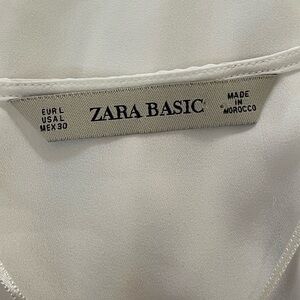 EUR L
USA L
MEX 30
ZARA BASIC
MADE
IN
MOROCCO